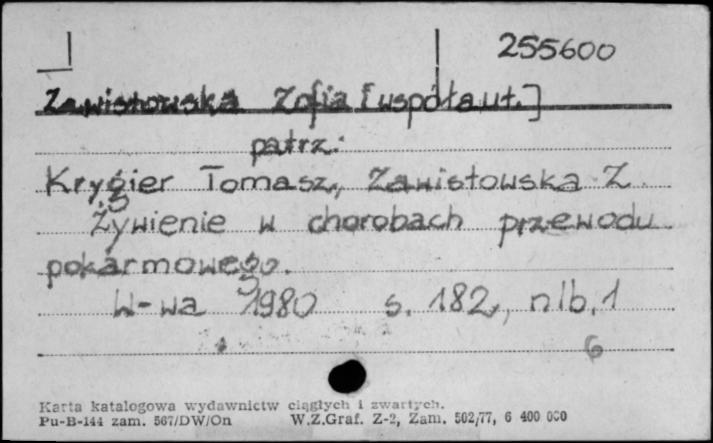 255600
Zawistowska Zofia [współaut.]
patrz:
Krygier Tomasz, Zawistowska Z.
Żywienie w chorobach przewodu
pokarmowego.
W-wa 1980 s. 182, nlb. 1
6
Karta katalogowa wydawnictw ciągłych i zwartych.
Pu-B-144 zam. 567/DW/On W.Z.Graf. Z-2, Zam. 502/77, 6 400 000